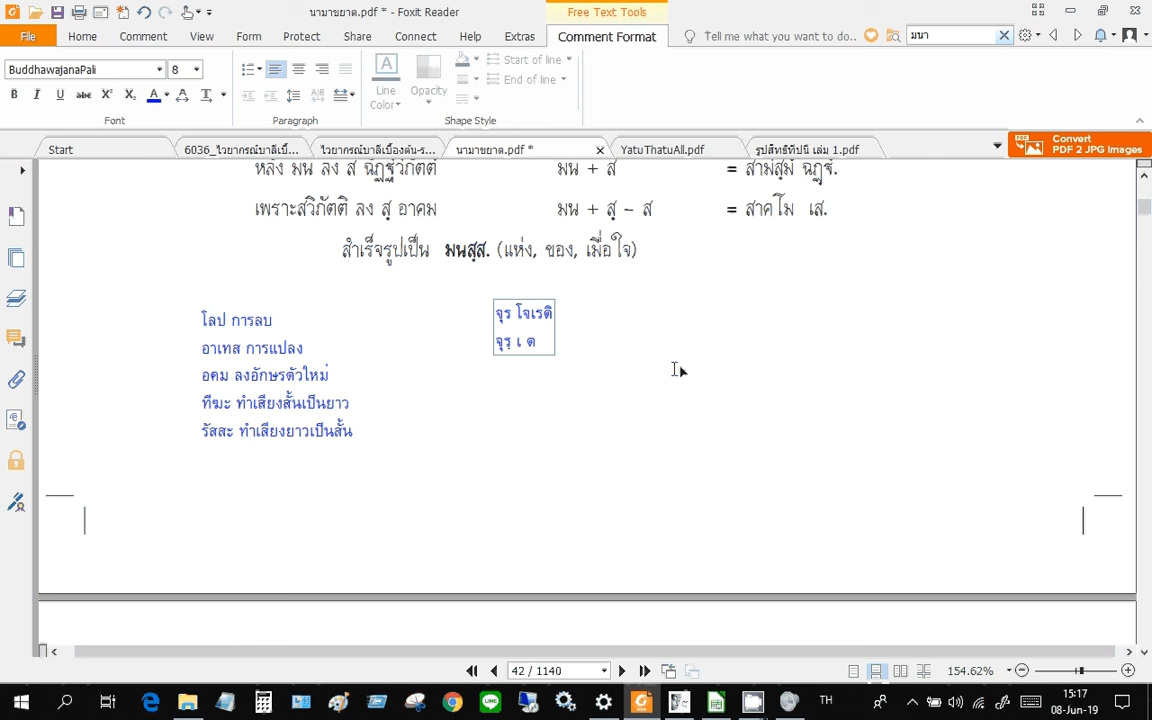 นามาขยาต.pdf * - Foxit Reader
Free Text Tools
File Home Comment View Form Protect Share Connect Help Extras Comment Format Tell me what you want to do.. มนา
BuddhawajanaPali 8
Start of line
End of line
Line Color
Opacity
Font Paragraph Shape Style
Start 6036_ไวยากรณ์บาลีเบื้... ไวยากรณ์บาลีเบื้องต้น-ร... นามาขยาต.pdf * YatuThatuAll.pdf รูปสิทธิทีปนี เล่ม 1.pdf
Convert
PDF 2 JPG Images
หลัง มน ลง ส ฉัฏฐีวิภัตติ มน + ส = สามิสฺมึ ฉฏฺฐี.
เพราะสวิภัตติ ลง สฺ อาคม มน + สฺ – ส = สาคโม เส.
สำเร็จรูปเป็น มนสฺส. (แห่ง, ของ, เมื่อใจ)
จุร โจเรติ
โลป การลบ
จุรฺ เ ต
อาเทส การแปลง
อคม ลงอักษรตัวใหม่
ทีฆะ ทำเสียงสั้นเป็นยาว
รัสสะ ทำเสียงยาวเป็นสั้น
42 / 1140
154.62%
TH
15:17
08-Jun-19